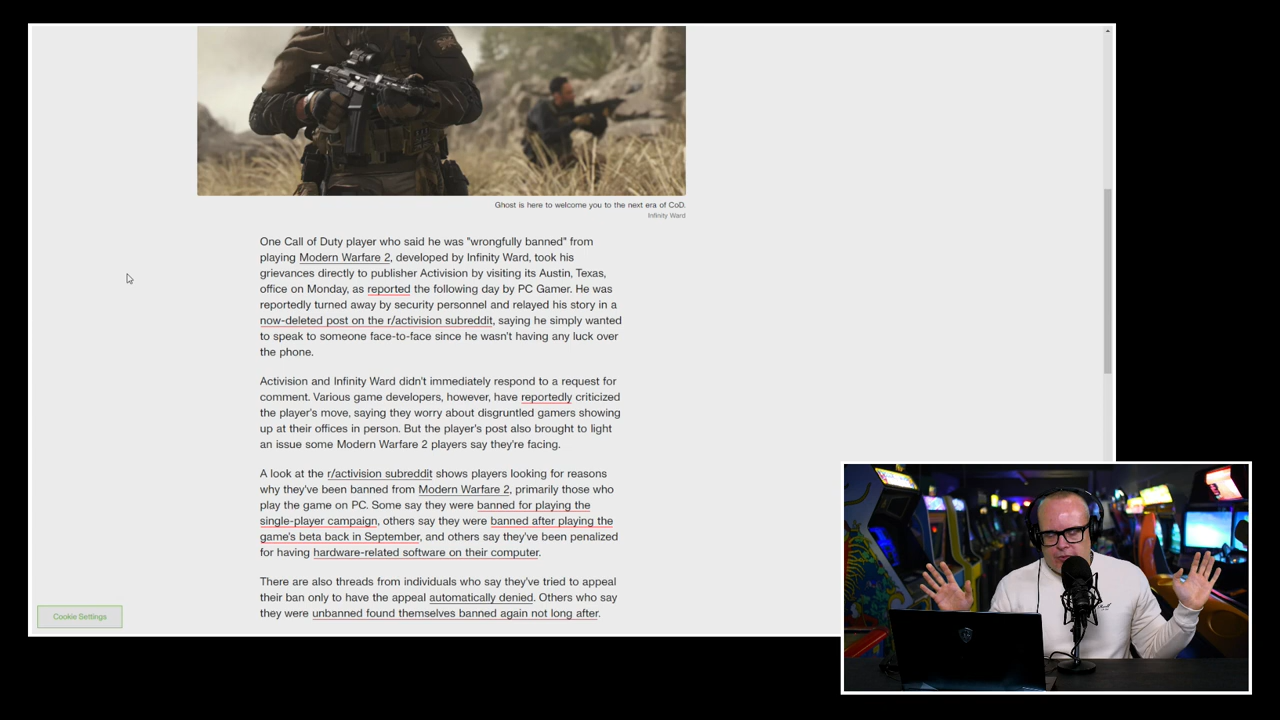 Ghost is here to welcome you to the next era of CoD.
Infinity Ward
One Call of Duty player who said he was "wrongfully banned" from
playing Modern Warfare 2, developed by Infinity Ward, took his
grievances directly to publisher Activision by visiting its Austin, Texas,
office on Monday, as reported the following day by PC Gamer. He was
reportedly turned away by security personnel and relayed his story in a
now-deleted post on the r/activision subreddit, saying he simply wanted
to speak to someone face-to-face since he wasn't having any luck over
the phone.
Activision and Infinity Ward didn't immediately respond to a request for
comment. Various game developers, however, have reportedly criticized
the player's move, saying they worry about disgruntled gamers showing
up at their offices in person. But the player's post also brought to light
an issue some Modern Warfare 2 players say they're facing.
A look at the r/activision subreddit shows players looking for reasons
why they've been banned from Modern Warfare 2, primarily those who
play the game on PC. Some say they were banned for playing the
single-player campaign, others say they were banned after playing the
game's beta back in September, and others say they've been penalized
for having hardware-related software on their computer.
There are also threads from individuals who say they've tried to appeal
their ban only to have the appeal automatically denied. Others who say
they were unbanned found themselves banned again not long after.
Cookie Settings